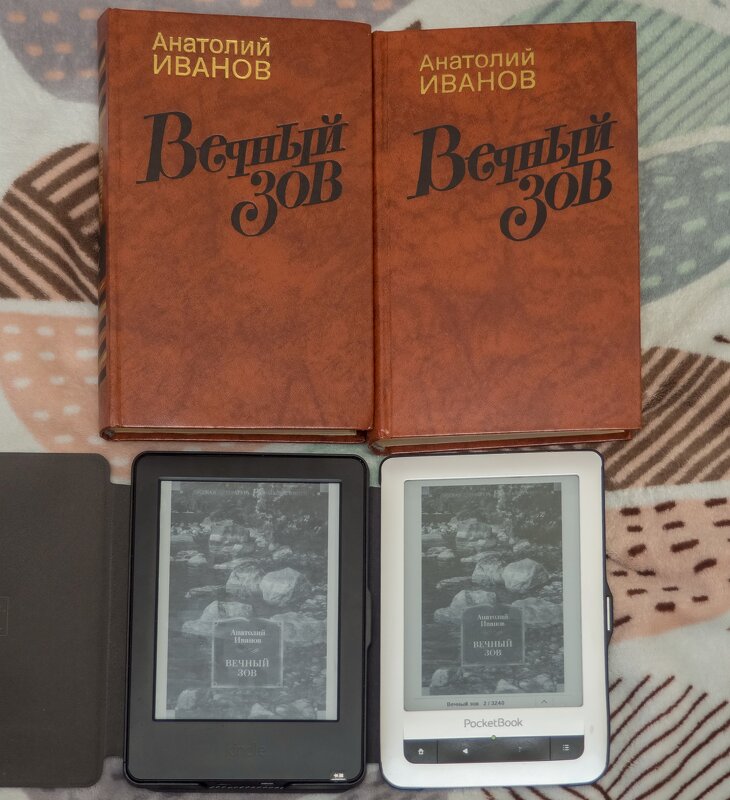 Анатолий
ИВАНОВ
Вечный
Зов
Анатолий
ИВАНОВ
Вечный
Зов
Анатолий
Иванов
ВЕЧНЫЙ
ЗОВ
kindle
Анатолий
Иванов
ВЕЧНЫЙ
ЗОВ
Вечный зов 2 / 3240
PocketBook